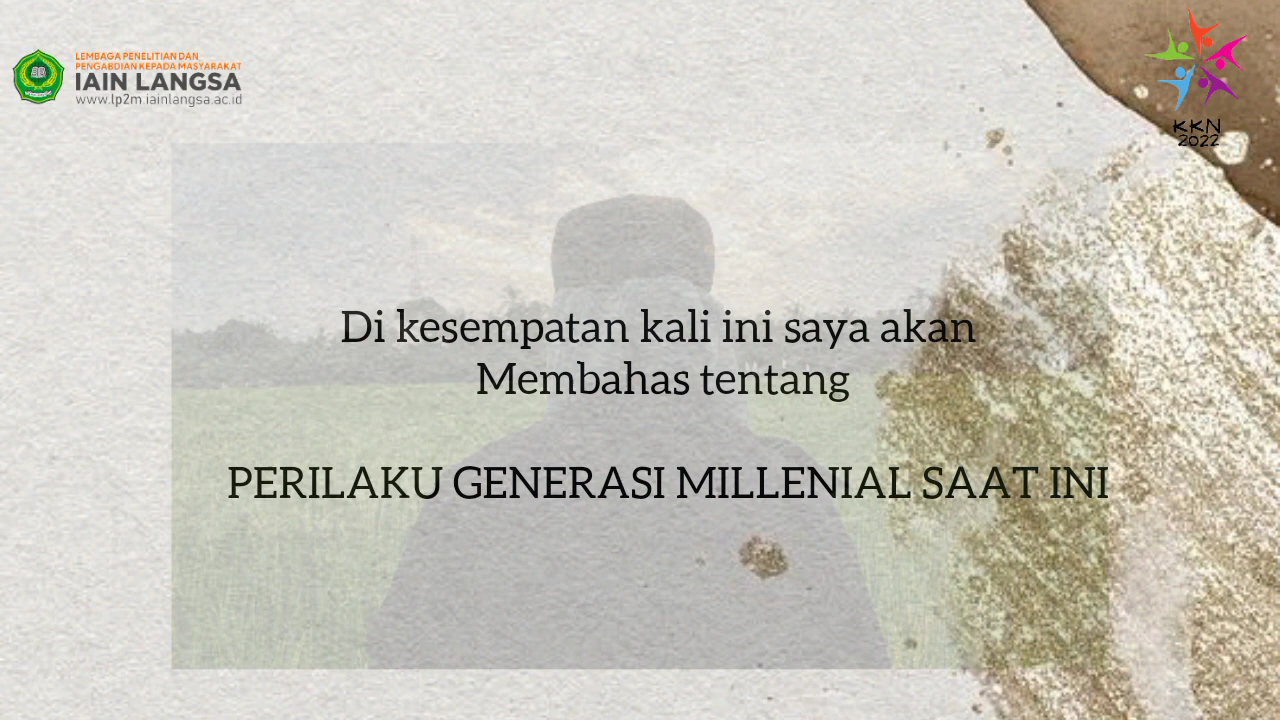 LEMBAGA PENELITIAN DAN
PENGABDIAN KEPADA MASYARAKAT
IAIN LANGSA
www.lp2m.iainlangsa.ac.id
KKN
2022
Di kesempatan kali ini saya akan
Membahas tentang
PERILAKU GENERASI MILLENIAL SAAT INI